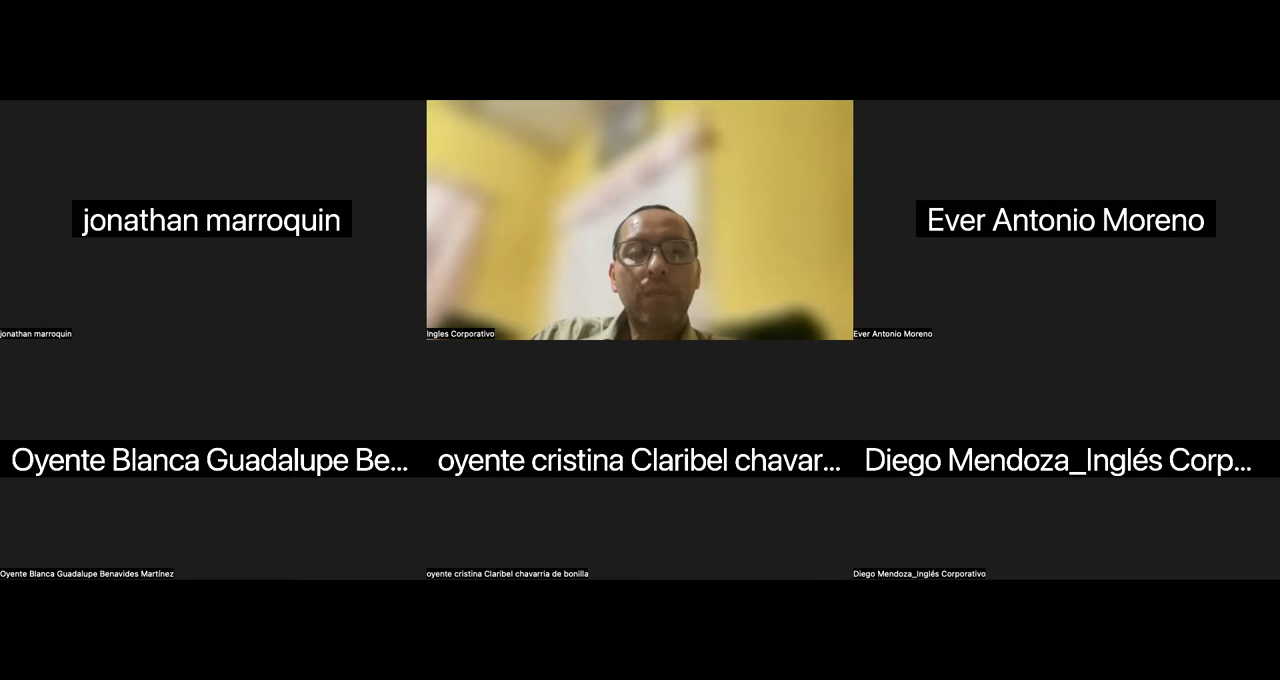 jonathan marroquin
Ever Antonio Moreno
jonathan marroquin
Ingles Corporativo
Ever Antonio Moreno
Oyente Blanca Guadalupe Be...
oyente cristina Claribel chavar...
Diego Mendoza_Inglés Corp...
Oyente Blanca Guadalupe Benavides Martínez
oyente cristina Claribel chavarria de bonilla
Diego Mendoza_Inglés Corporativo